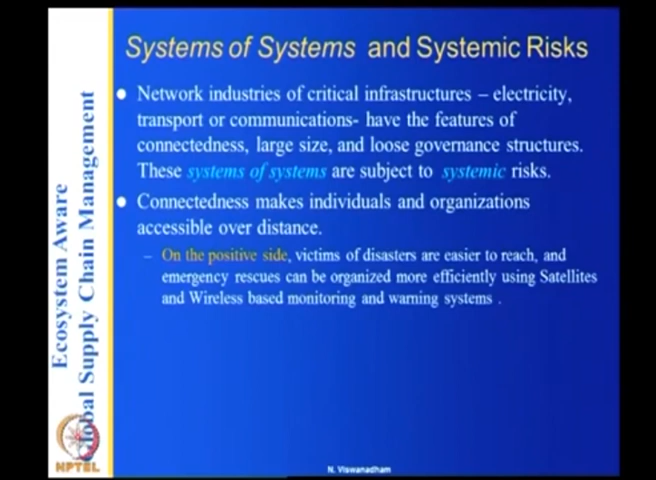 Systems of Systems and Systemic Risks
Network industries of critical infrastructures – electricity,
transport or communications- have the features of
connectedness, large size, and loose governance structures.
These systems of systems are subject to systemic risks.
Connectedness makes individuals and organizations
accessible over distance.
– On the positive side, victims of disasters are easier to reach, and
emergency rescues can be organized more efficiently using Satellites
and Wireless based monitoring and warning systems .
Ecosystem Aware
Global Supply Chain Management
NPTEL
N. Viswanadham